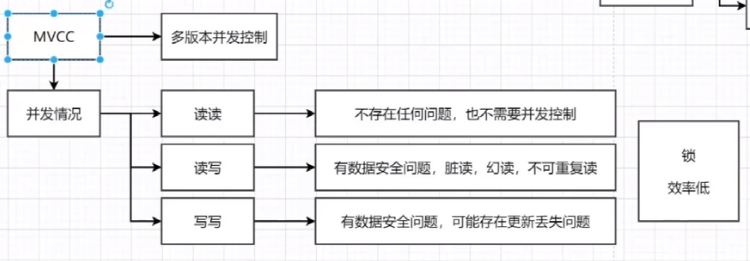 MVCC
多版本并发控制
并发情况
读读
不存在任何问题，也不需要并发控制
读写
有数据安全问题，脏读，幻读，不可重复读
写写
有数据安全问题，可能存在更新丢失问题
锁
效率低